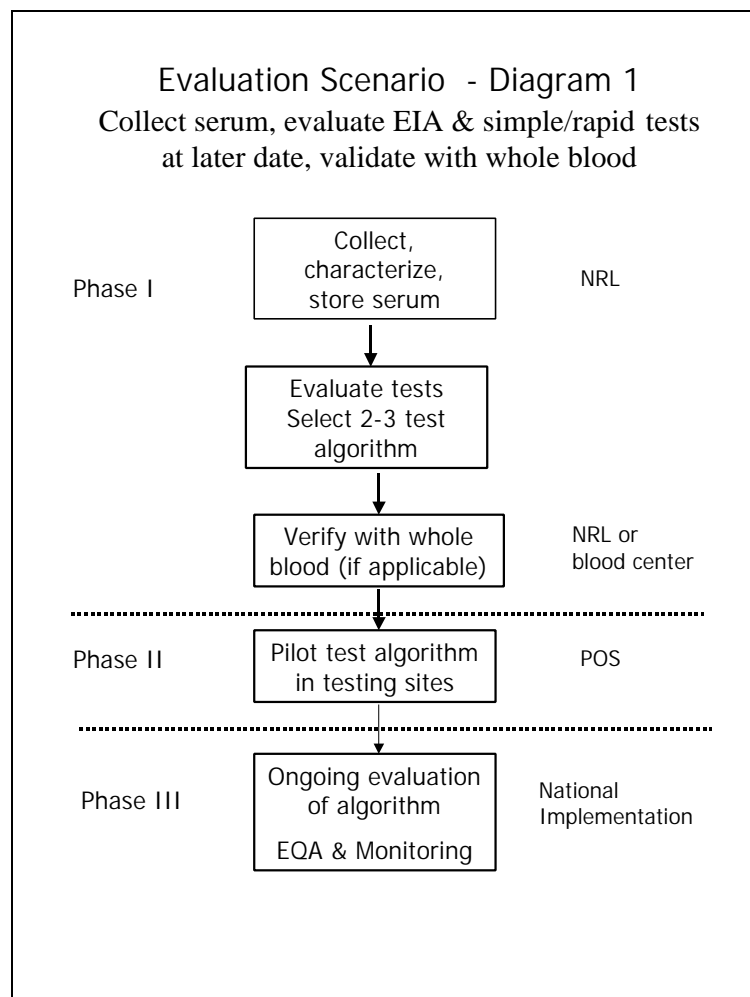 Evaluation Scenario - Diagram 1
Collect serum, evaluate EIA & simple/rapid tests
at later date, validate with whole blood
Phase I
Collect,
characterize,
store serum
NRL
Evaluate tests
Select 2-3 test
algorithm
Verify with whole
blood (if applicable)
NRL or
blood center
Phase II
Pilot test algorithm
in testing sites
POS
Phase III
Ongoing evaluation
of algorithm
EQA & Monitoring
National
Implementation